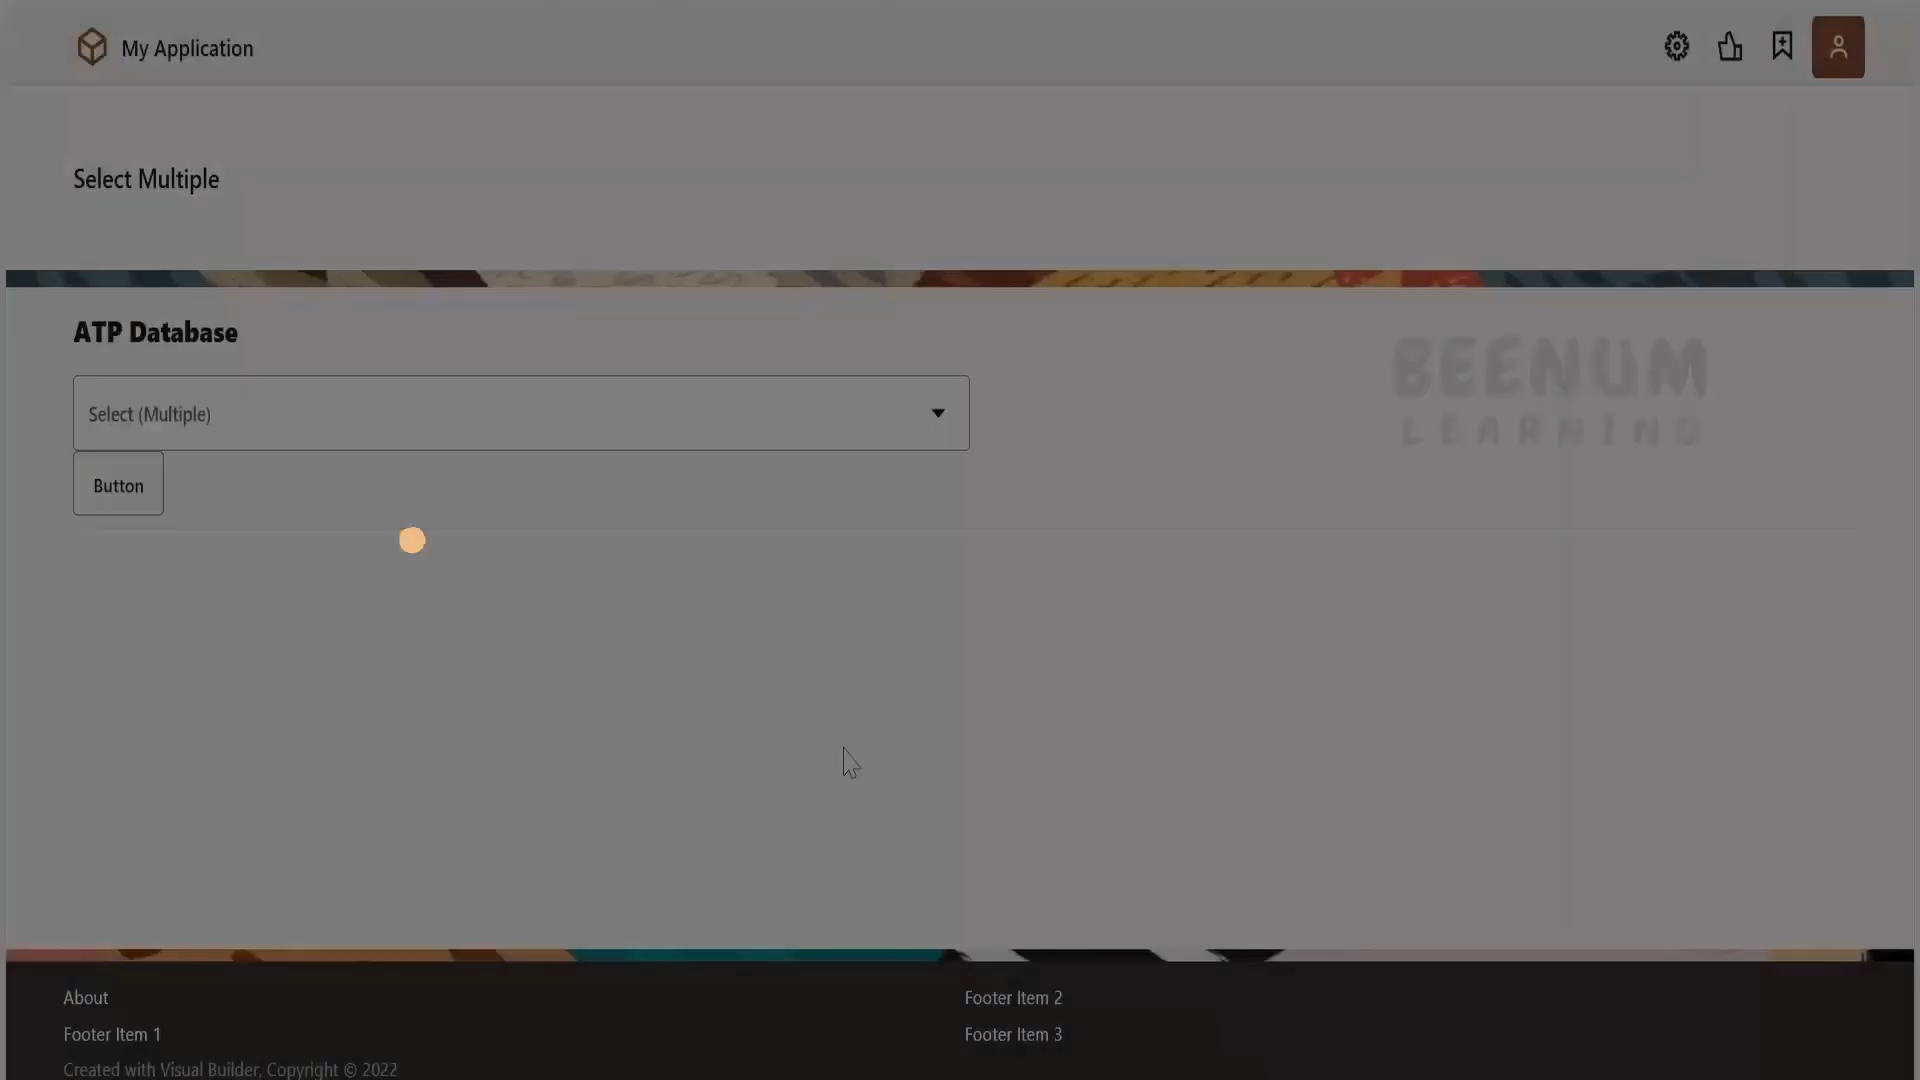 My Application
Select Multiple
ATP Database
BEENUM
LEARNING
Select (Multiple)
Button
About
Footer Item 2
Footer Item 1
Footer Item 3
Created with Visual Builder, Copyright © 2022